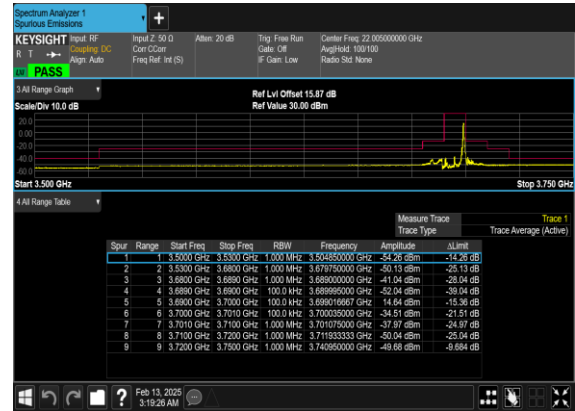 Spectrum Analyzer 1
Spurious Emissions
KEYSIGHT
R T
LVI PASS
Input: RF
Coupling: DC
Align: Auto
Input Z: 50 Ω
Corr CCorr
Freq Ref: Int (S)
Atten: 20 dB
Trig: Free Run
Gate: Off
IF Gain: Low
Center Freq: 22.005000000 GHz
Avg|Hold: 100/100
Radio Std: None
3 All Range Graph
Scale/Div 10.0 dB
Ref Lvl Offset 15.87 dB
Ref Value 30.00 dBm
20.0
0.00
-20.0
-40.0
-60.0
Start 3.500 GHz
Stop 3.750 GHz
4 All Range Table
Measure Trace Trace 1
Trace Type Trace Average (Active)
Spur Range Start Freq Stop Freq RBW Frequency Amplitude ΔLimit
1 1 3.5000 GHz 3.5300 GHz 1.000 MHz 3.504850000 GHz -54.26 dBm -14.26 dB
2 2 3.5300 GHz 3.6800 GHz 1.000 MHz 3.679750000 GHz -50.13 dBm -25.13 dB
3 3 3.6800 GHz 3.6890 GHz 1.000 MHz 3.689000000 GHz -41.04 dBm -28.04 dB
4 4 3.6890 GHz 3.6900 GHz 100.0 kHz 3.689995000 GHz -52.04 dBm -39.04 dB
5 5 3.6900 GHz 3.7000 GHz 100.0 kHz 3.699016667 GHz 14.64 dBm -15.36 dB
6 6 3.7000 GHz 3.7010 GHz 100.0 kHz 3.700035000 GHz -34.51 dBm -21.51 dB
7 7 3.7010 GHz 3.7100 GHz 1.000 MHz 3.701075000 GHz -37.97 dBm -24.97 dB
8 8 3.7100 GHz 3.7200 GHz 1.000 MHz 3.711933333 GHz -50.04 dBm -25.04 dB
9 9 3.7200 GHz 3.7500 GHz 1.000 MHz 3.740950000 GHz -49.68 dBm -9.684 dB
?
Feb 13, 2025
3:19:26 AM